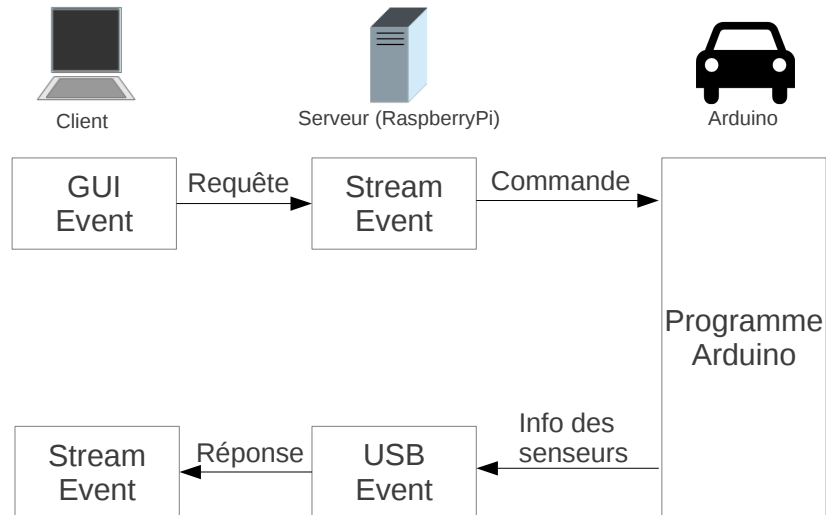 Client
Serveur (RaspberryPi)
Arduino
GUI
Event
Requête
Stream
Event
Commande
Programme
Arduino
Stream
Event
Réponse
USB
Event
Info des
senseurs